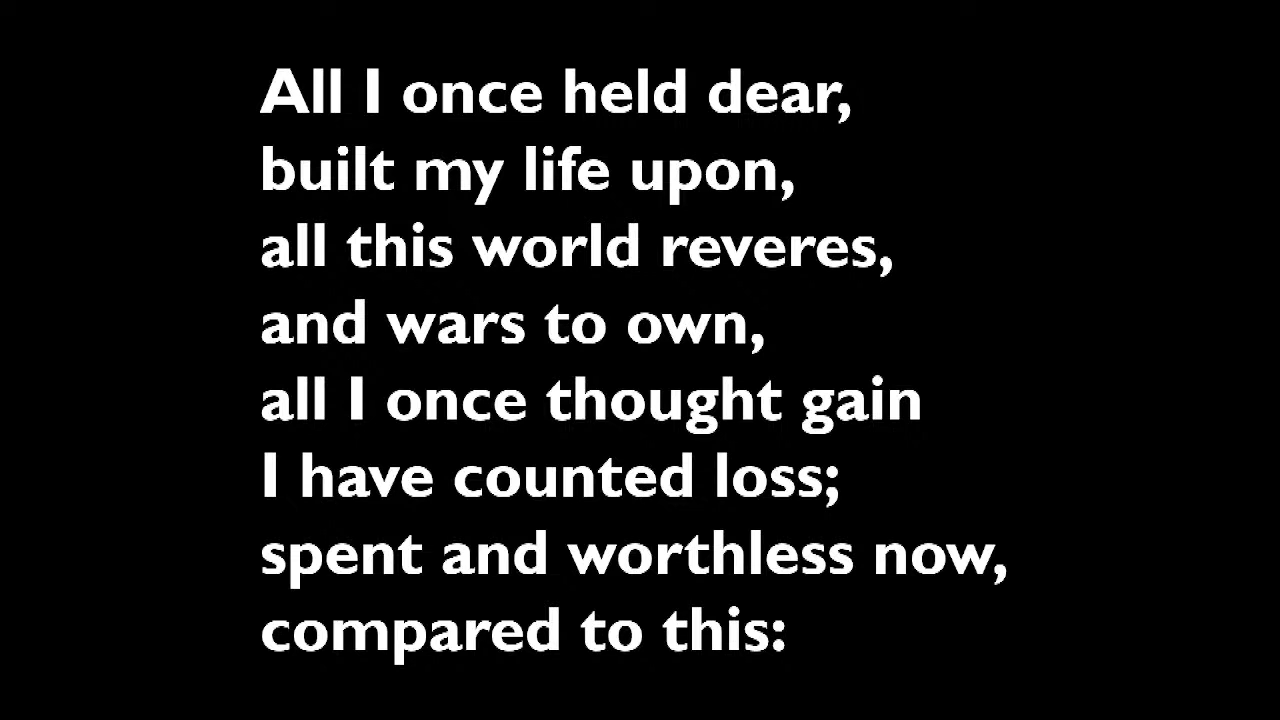 All I once held dear,
built my life upon,
all this world reveres,
and wars to own,
all I once thought gain
I have counted loss;
spent and worthless now,
compared to this: